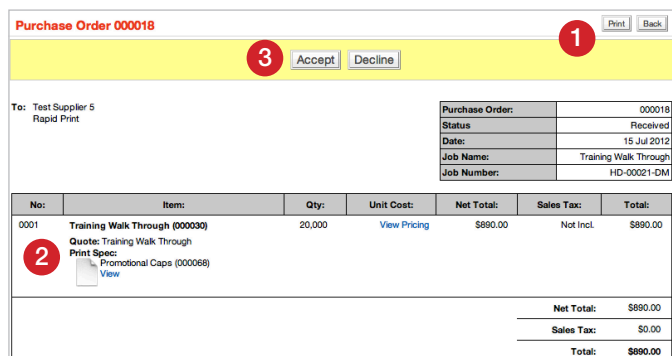 Purchase Order 000018
1
Print Back
3
Accept Decline
To: Test Supplier 5
Rapid Print
Purchase Order: 000018
Status Received
Date: 15 Jul 2012
Job Name: Training Walk Through
Job Number: HD-00021-DM
No: Item: Qty: Unit Cost: Net Total: Sales Tax: Total:
0001 Training Walk Through (000030) 20,000 View Pricing $890.00 Not Incl. $890.00
Quote: Training Walk Through
2
Print Spec:
Promotional Caps (000068)
View
Net Total: $890.00
Sales Tax: $0.00
Total: $890.00